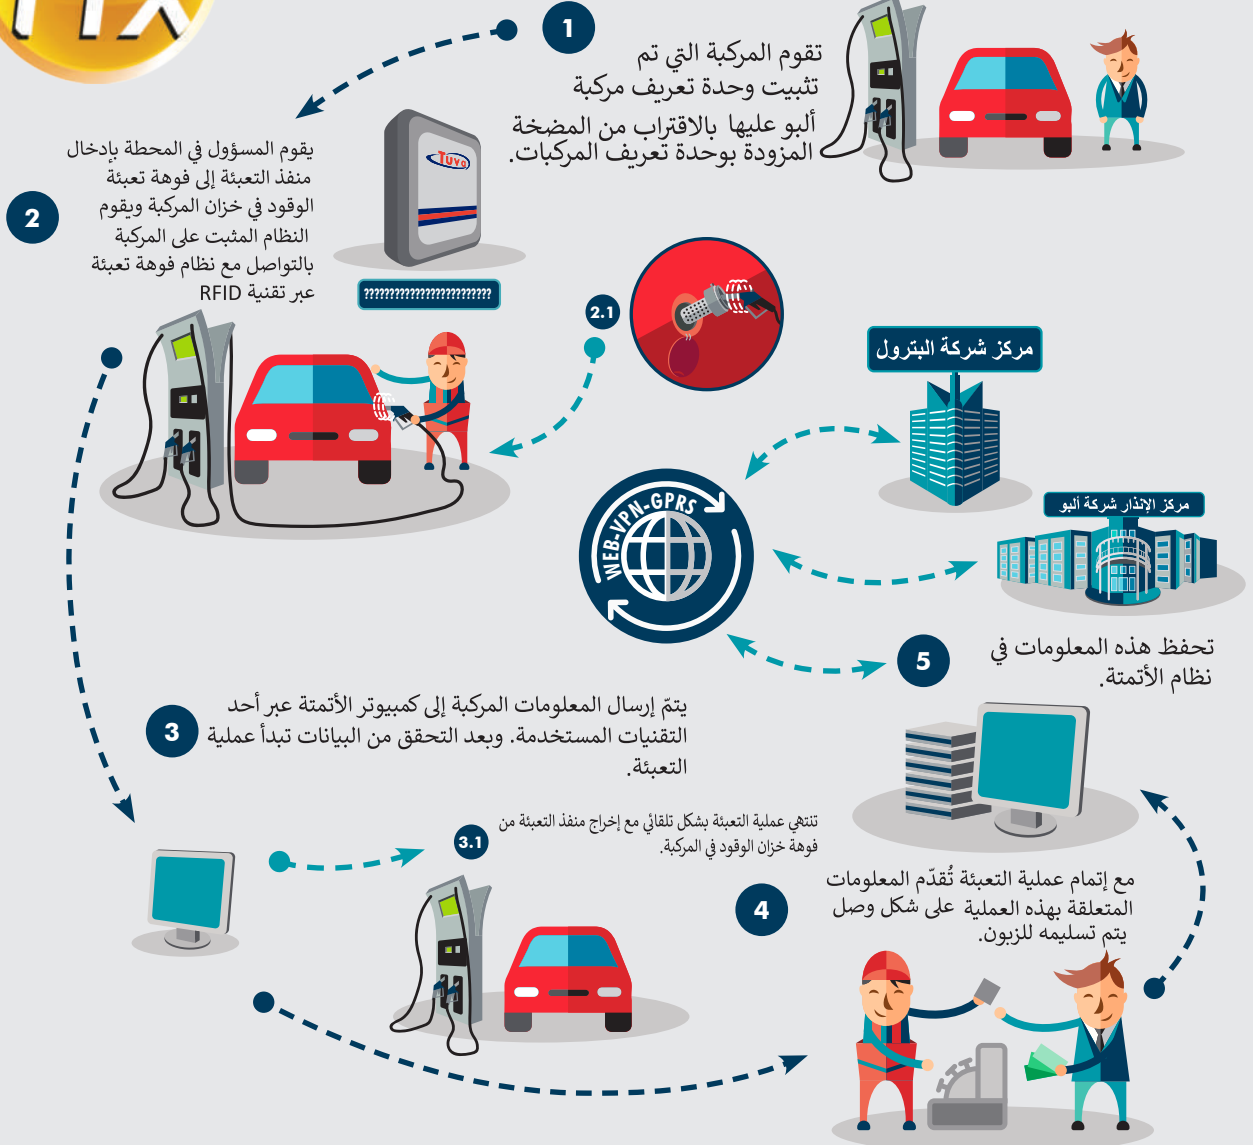 1
تقوم المركبة التي تم
تثبيت وحدة تعريف مركبة
ألبو عليها بالاقتراب من المضخة
المزودة بوحدة تعريف المركبات.
2
يقوم المسؤول في المحطة بإدخال
منفذ التعبئة إلى فوهة تعبئة
الوقود في خزان المركبة ويقوم
النظام المثبت على المركبة
بالتواصل مع نظام فوهة تعبئة
عبر تقنية RFID
Tuva
??????????????????????????
2.1
مركز شركة البترول
مركز الإنذار شركة ألبو
WEB-VPN-GPRS
5
تحفظ هذه المعلومات في
نظام الأتمتة.
3
يتمّ إرسال المعلومات المركبة إلى كمبيوتر الأتمتة عبر أحد
التقنيات المستخدمة. وبعد التحقق من البيانات تبدأ عملية
التعبئة.
3.1
تنتهي عملية التعبئة بشكل تلقائي مع إخراج منفذ التعبئة من
فوهة خزان الوقود في المركبة.
4
مع إتمام عملية التعبئة تُقدّم المعلومات
المتعلقة بهذه العملية على شكل وصل
يتم تسليمه للزبون.